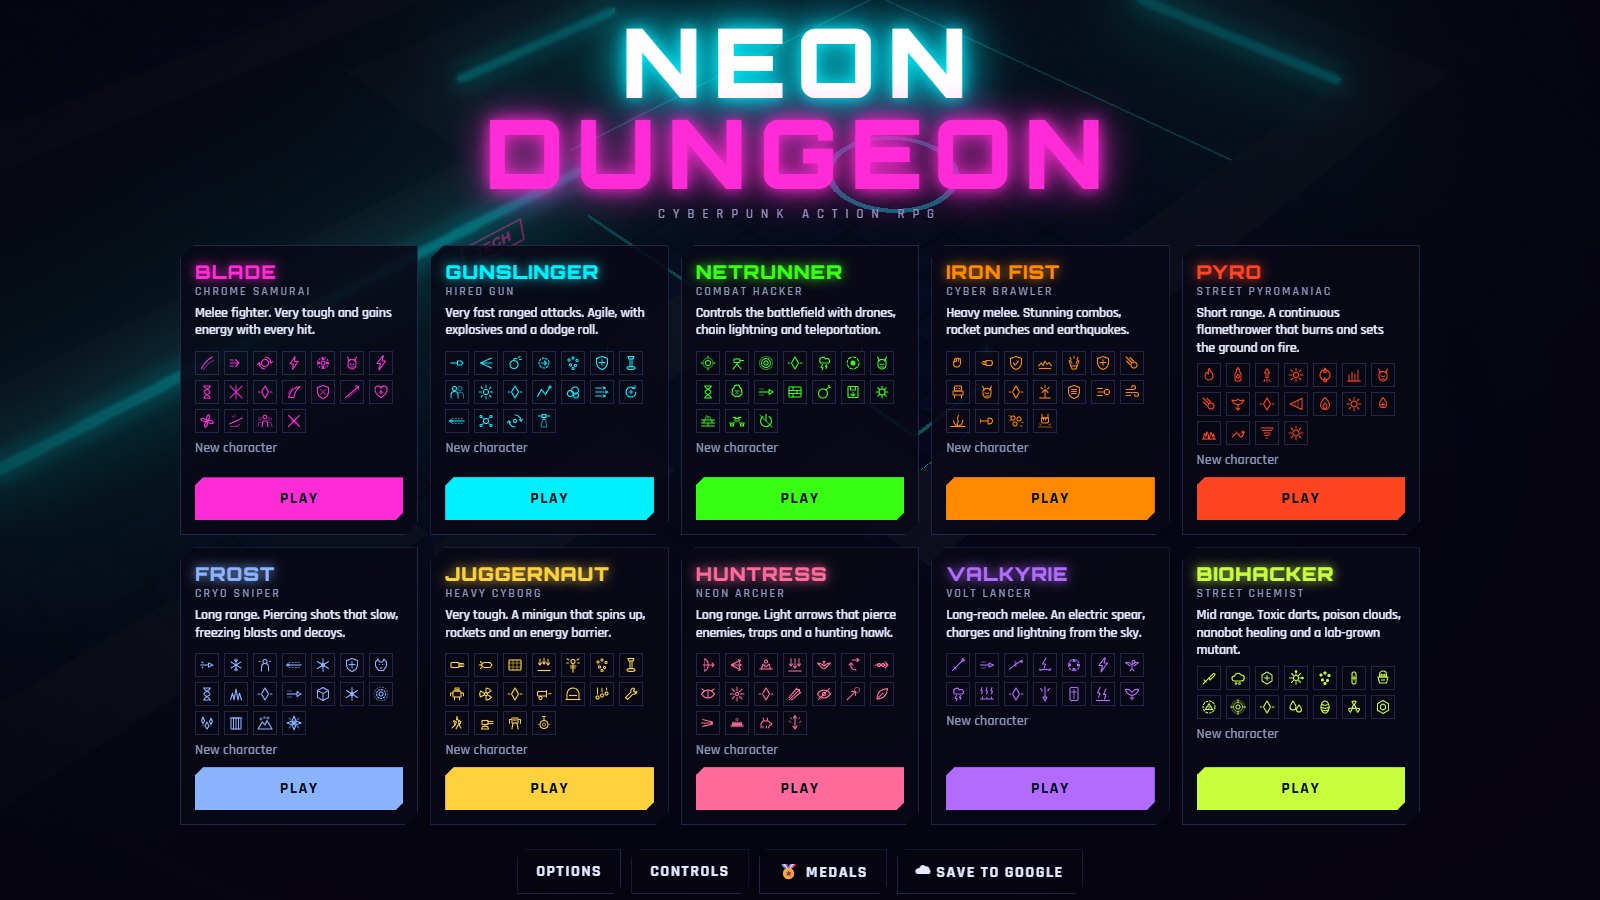 NEON
DUNGEON
CYBERPUNK ACTION RPG
TECH
BLADE
CHROME SAMURAI
Melee fighter. Very tough and gains
energy with every hit.
New character
PLAY
GUNSLINGER
HIRED GUN
Very fast ranged attacks. Agile, with
explosives and a dodge roll.
New character
PLAY
NETRUNNER
COMBAT HACKER
Controls the battlefield with drones,
chain lightning and teleportation.
New character
PLAY
IRON FIST
CYBER BRAWLER
Heavy melee. Stunning combos,
rocket punches and earthquakes.
New character
PLAY
PYRO
STREET PYROMANIAC
Short range. A continuous
flamethrower that burns and sets
the ground on fire.
New character
PLAY
FROST
CRYO SNIPER
Long range. Piercing shots that slow,
freezing blasts and decoys.
New character
PLAY
JUGGERNAUT
HEAVY CYBORG
Very tough. A minigun that spins up,
rockets and an energy barrier.
New character
PLAY
HUNTRESS
NEON ARCHER
Long range. Light arrows that pierce
enemies, traps and a hunting hawk.
New character
PLAY
VALKYRIE
VOLT LANCER
Long-reach melee. An electric spear,
charges and lightning from the sky.
New character
PLAY
BIOHACKER
STREET CHEMIST
Mid range. Toxic darts, poison clouds,
nanobot healing and a lab-grown
mutant.
New character
PLAY
OPTIONS
CONTROLS
MEDALS
SAVE TO GOOGLE